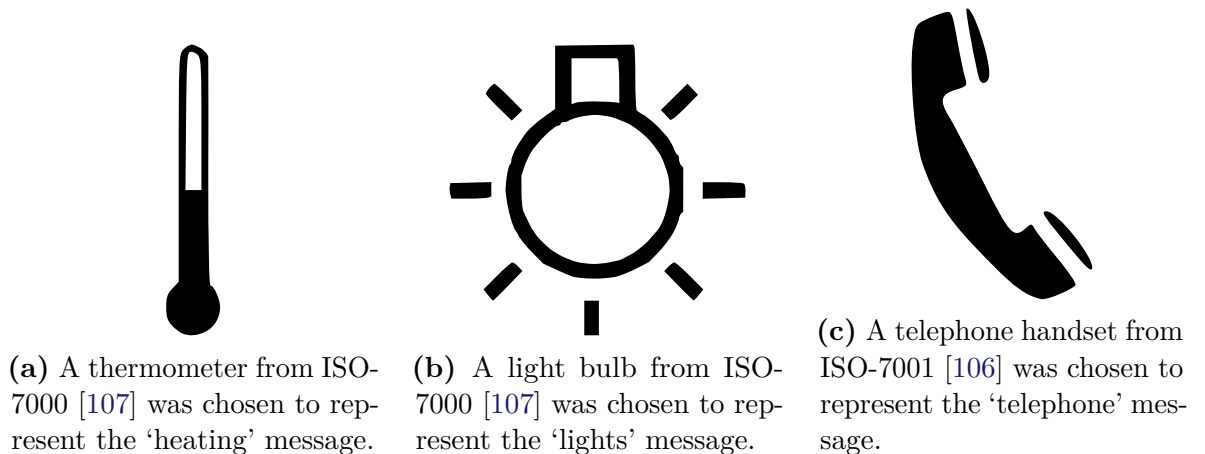 (a) A thermometer from ISO-
7000 [107] was chosen to rep-
resent the ‘heating’ message.
(b) A light bulb from ISO-
7000 [107] was chosen to rep-
resent the ‘lights’ message.
(c) A telephone handset from
ISO-7001 [106] was chosen to
represent the ‘telephone’ mes-
sage.